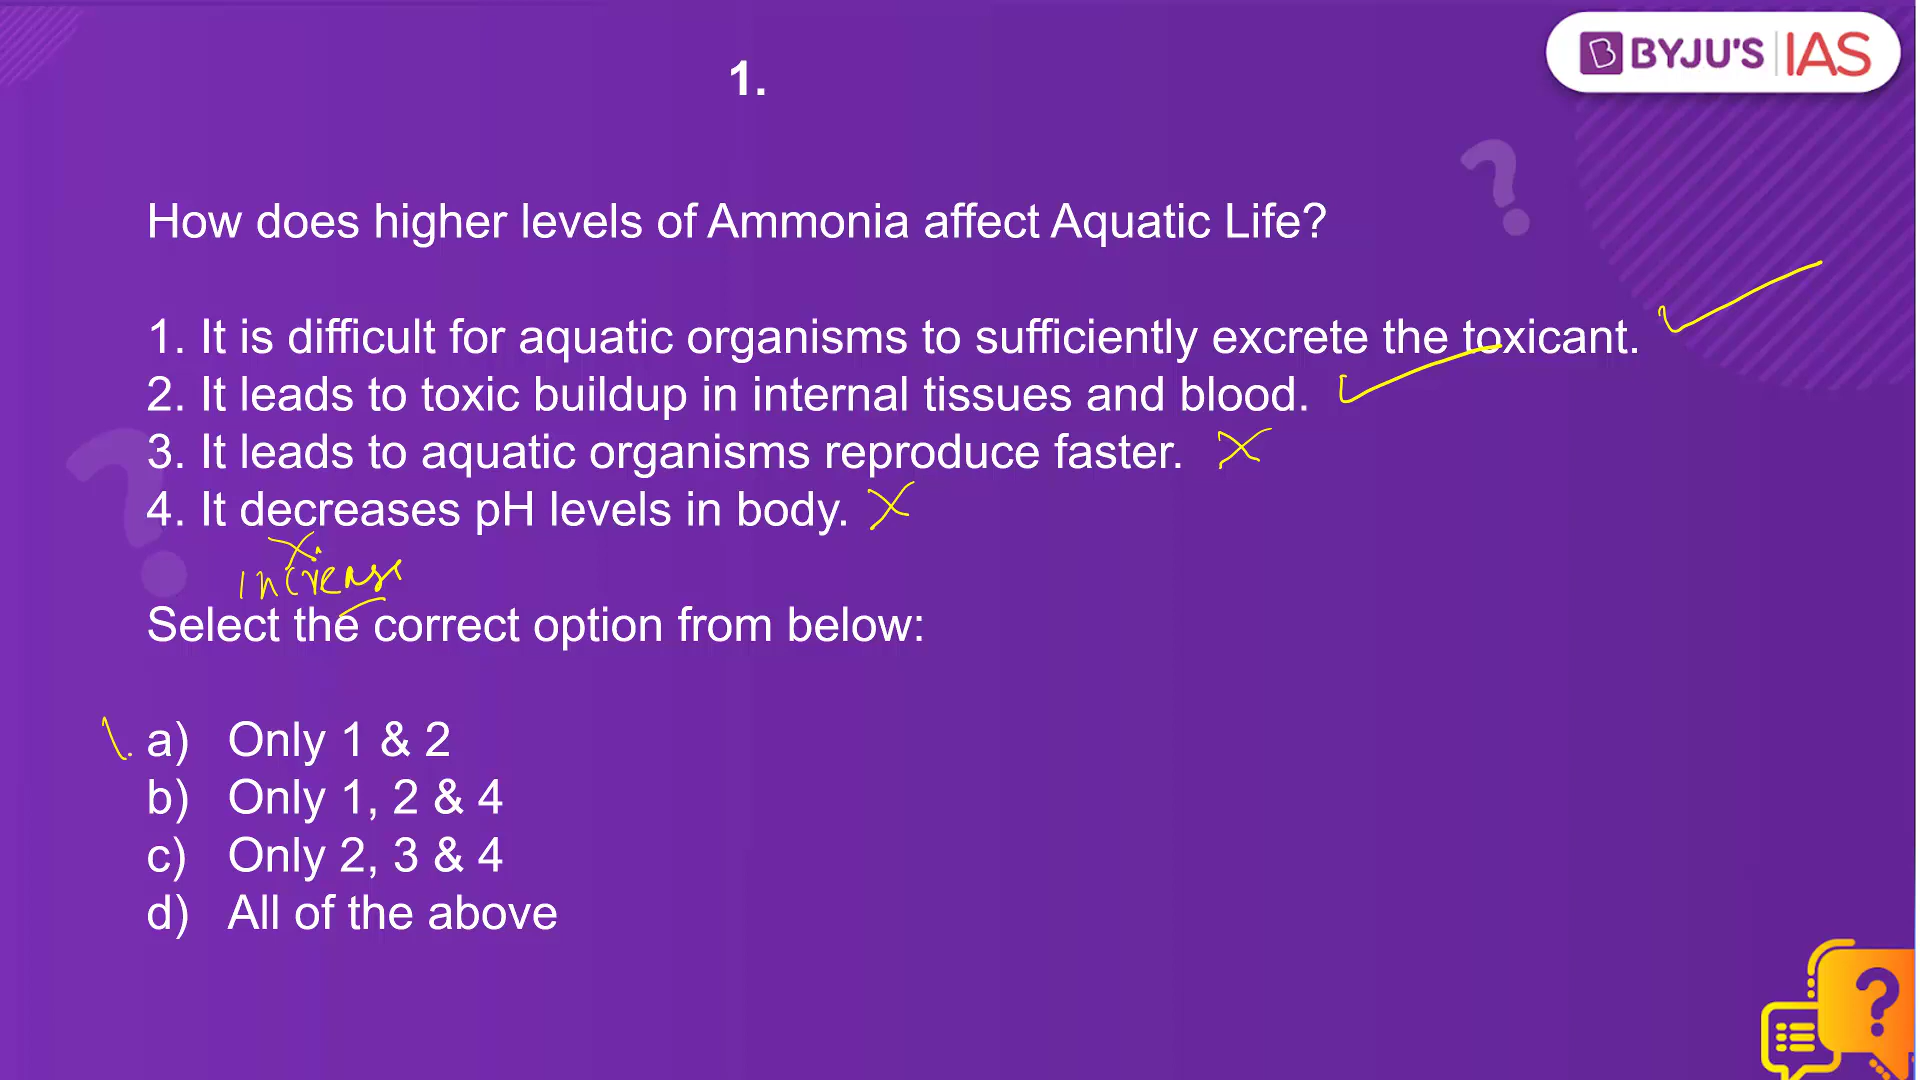 BYJU'S IAS
1.
How does higher levels of Ammonia affect Aquatic Life?
1. It is difficult for aquatic organisms to sufficiently excrete the toxicant.
2. It leads to toxic buildup in internal tissues and blood.
3. It leads to aquatic organisms reproduce faster.
4. It decreases pH levels in body.
increase
Select the correct option from below:
a) Only 1 & 2
b) Only 1, 2 & 4
c) Only 2, 3 & 4
d) All of the above